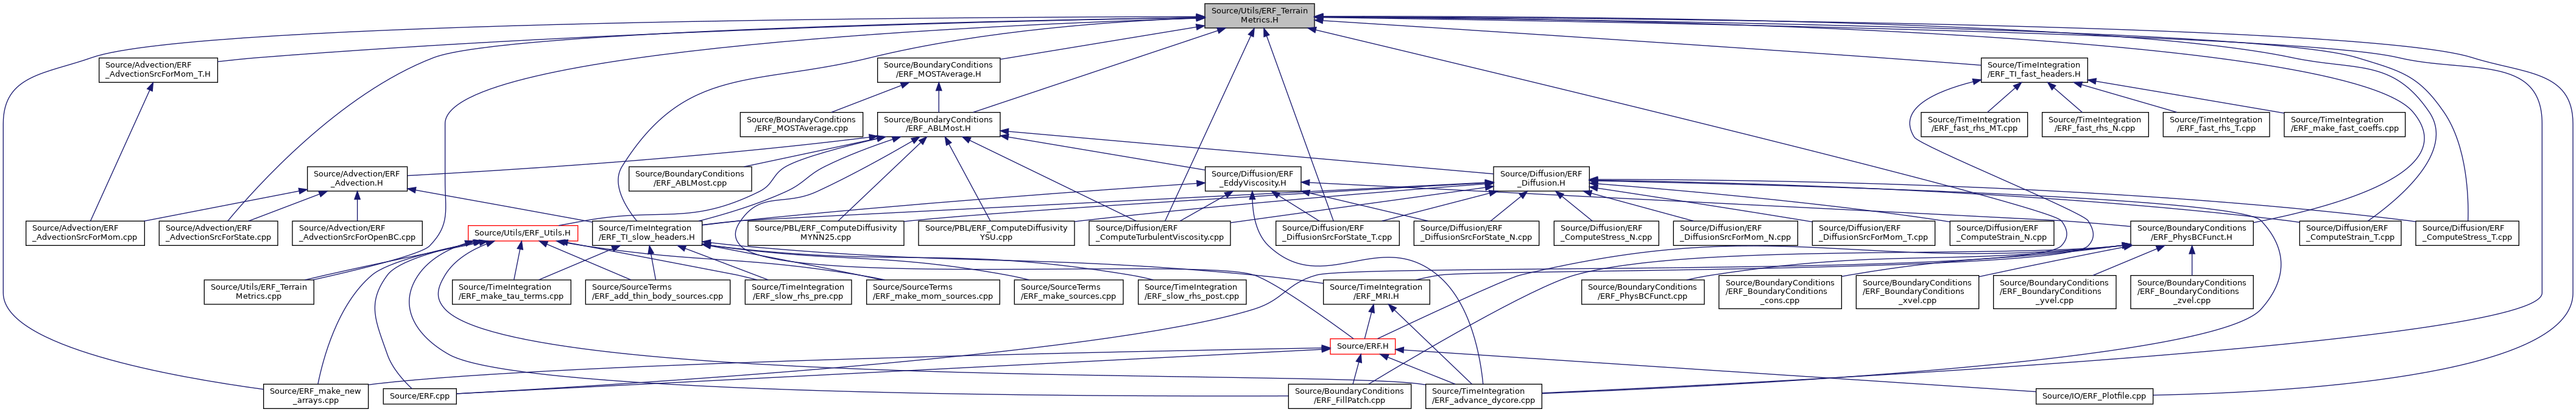 Source/Utils/ERF_Terrain
Metrics.H
Source/Advection/ERF
_AdvectionSrcForMom_T.H
Source/BoundaryConditions
/ERF_MOSTAverage.H
Source/TimeIntegration
/ERF_TI_fast_headers.H
Source/BoundaryConditions
/ERF_MOSTAverage.cpp
Source/BoundaryConditions
/ERF_ABLMost.H
Source/TimeIntegration
/ERF_fast_rhs_MT.cpp
Source/TimeIntegration
/ERF_fast_rhs_N.cpp
Source/TimeIntegration
/ERF_fast_rhs_T.cpp
Source/TimeIntegration
/ERF_make_fast_coeffs.cpp
Source/Advection/ERF
_Advection.H
Source/BoundaryConditions
/ERF_ABLMost.cpp
Source/Diffusion/ERF
_EddyViscosity.H
Source/Diffusion/ERF
_Diffusion.H
Source/Advection/ERF
_AdvectionSrcForMom.cpp
Source/Advection/ERF
_AdvectionSrcForState.cpp
Source/Advection/ERF
_AdvectionSrcForOpenBC.cpp
Source/Utils/ERF_Utils.H
Source/TimeIntegration
/ERF_TI_slow_headers.H
Source/PBL/ERF_ComputeDiffusivity
MYNN25.cpp
Source/PBL/ERF_ComputeDiffusivity
YSU.cpp
Source/Diffusion/ERF
_ComputeTurbulentViscosity.cpp
Source/Diffusion/ERF
_DiffusionSrcForState_T.cpp
Source/Diffusion/ERF
_DiffusionSrcForState_N.cpp
Source/Diffusion/ERF
_ComputeStress_N.cpp
Source/Diffusion/ERF
_DiffusionSrcForMom_N.cpp
Source/Diffusion/ERF
_DiffusionSrcForMom_T.cpp
Source/Diffusion/ERF
_ComputeStrain_N.cpp
Source/BoundaryConditions
/ERF_PhysBCFunct.H
Source/Diffusion/ERF
_ComputeStrain_T.cpp
Source/Diffusion/ERF
_ComputeStress_T.cpp
Source/Utils/ERF_Terrain
Metrics.cpp
Source/TimeIntegration
/ERF_make_tau_terms.cpp
Source/SourceTerms
/ERF_add_thin_body_sources.cpp
Source/TimeIntegration
/ERF_slow_rhs_pre.cpp
Source/SourceTerms
/ERF_make_mom_sources.cpp
Source/SourceTerms
/ERF_make_sources.cpp
Source/TimeIntegration
/ERF_slow_rhs_post.cpp
Source/TimeIntegration
/ERF_MRI.H
Source/BoundaryConditions
/ERF_PhysBCFunct.cpp
Source/BoundaryConditions
/ERF_BoundaryConditions
_cons.cpp
Source/BoundaryConditions
/ERF_BoundaryConditions
_xvel.cpp
Source/BoundaryConditions
/ERF_BoundaryConditions
_yvel.cpp
Source/BoundaryConditions
/ERF_BoundaryConditions
_zvel.cpp
Source/ERF.H
Source/ERF_make_new
_arrays.cpp
Source/ERF.cpp
Source/BoundaryConditions
/ERF_FillPatch.cpp
Source/TimeIntegration
/ERF_advance_dycore.cpp
Source/IO/ERF_Plotfile.cpp